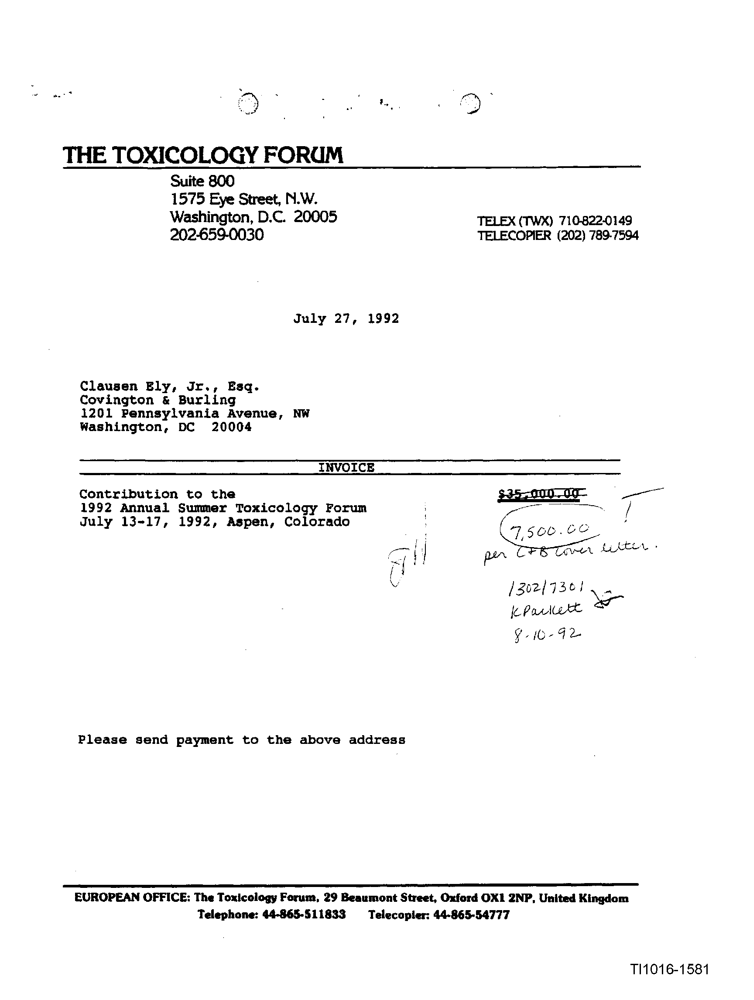 THE TOXICOLOGY FORUM
Suite 800
1575 Eye Street, N.W.
Washington, D.C. 20005
202-659-0030
TELEX (TWX) 710-822-0149
TELECOPIER (202) 789-7594
July 27, 1992
Clausen Ely, Jr., Esq.
Covington & Burling
1201 Pennsylvania Avenue, NW
Washington, DC 20004
INVOICE
Contribution to the
1992 Annual Summer Toxicology Forum
July 13-17, 1992, Aspen, Colorado
$35,000.00
7,500.00
per C+B cover letter.
1302/7301
K Packett
8-10-92
Please send payment to the above address
EUROPEAN OFFICE: The Toxicology Forum, 29 Beaumont Street, Oxford OX1 2NP, United Kingdom
Telephone: 44-865-511833 Telecopier: 44-865-54777
TI1016-1581